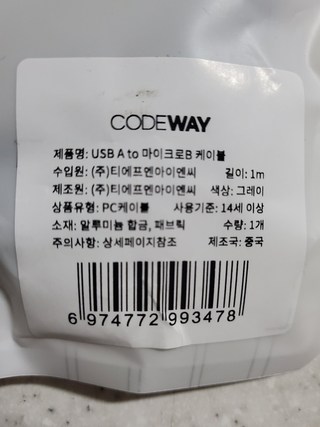 CODEWAY
제품명: USB A to 마이크로B 케이블
수입원: (주)티에프엔아이엔씨 길이: 1m
제조원: (주)티에프엔아이엔씨 색상: 그레이
상품유형: PC케이블 사용기준: 14세 이상
소재: 알루미늄 합금, 패브릭 수량: 1개
주의사항: 상세페이지참조 제조국: 중국
6 974772 993478